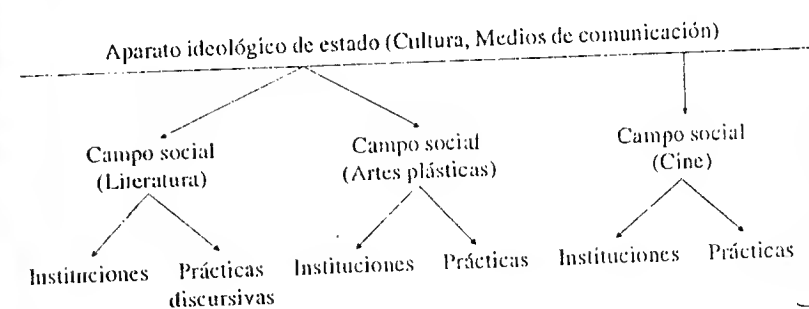 Aparato ideológico de estado (Cultura, Medios de comunicación)
Campo social
(Literatura)
Campo social
(Artes plásticas)
Campo social
(Cine)
Instituciones
Prácticas
discursivas
Instituciones
Prácticas
Instituciones
Prácticas